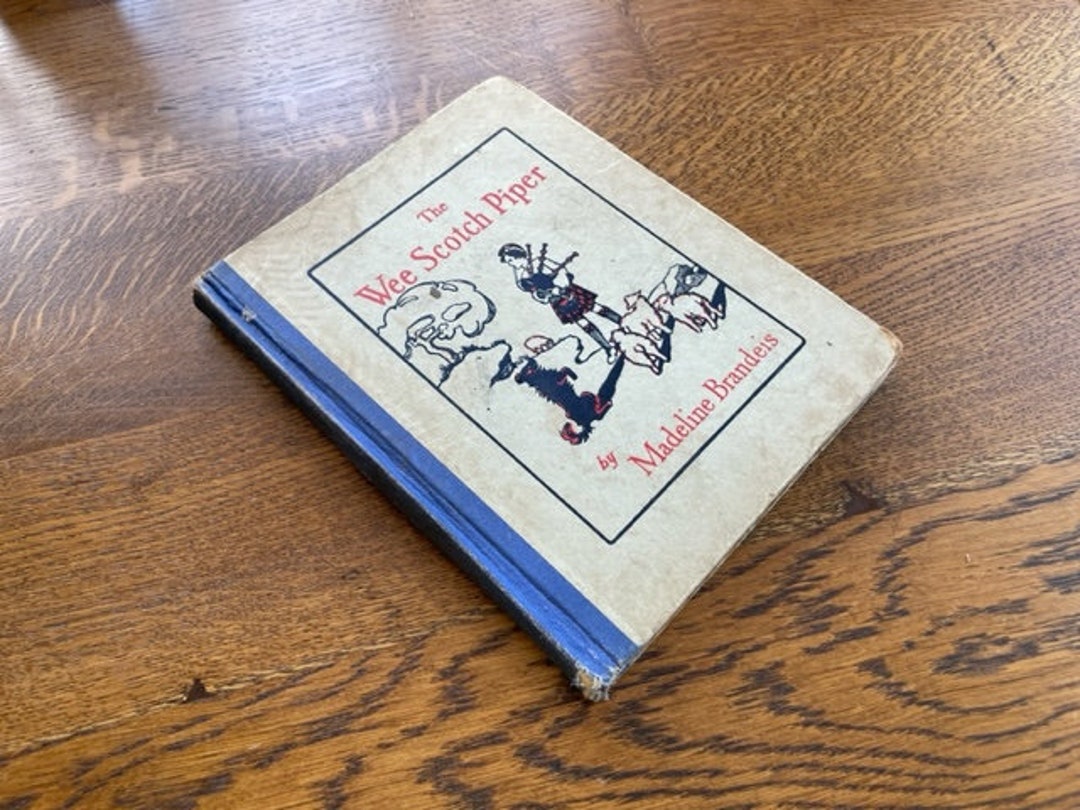 The
Wee Scotch Piper
by Madeline Brandeis